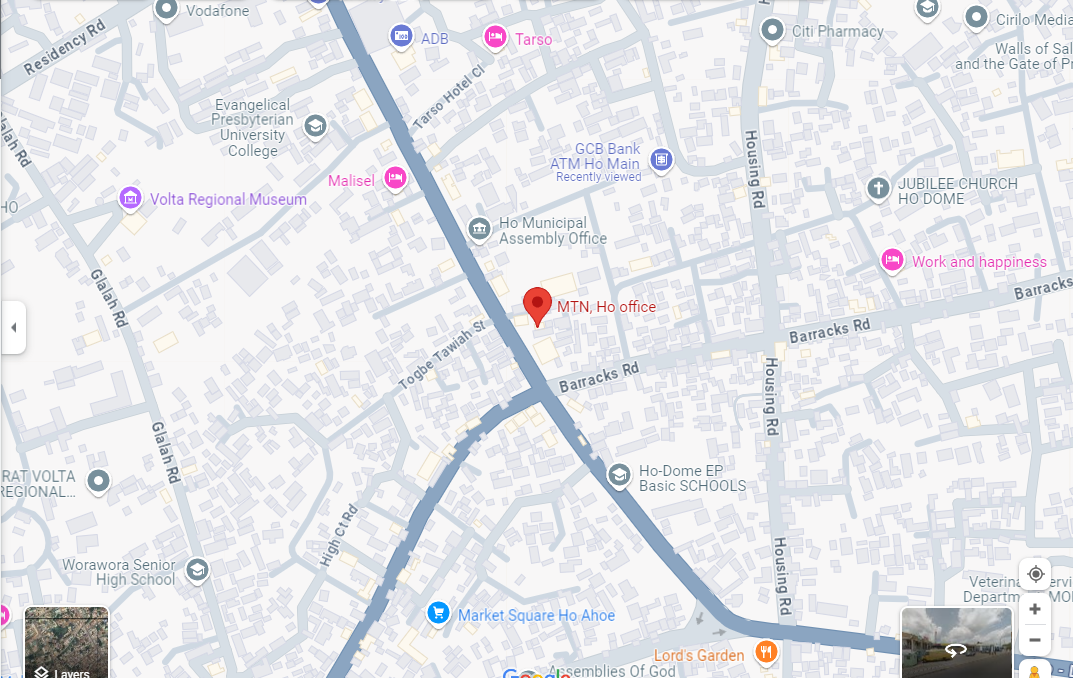 Vodafone
Residency Rd
ADB
Tarso
Citi Pharmacy
Cirilo Media
Walls of Sal
and the Gate of Pr
Tarso Hotel Cl
Evangelical
Presbyterian
University
College
Housing Rd
GCB Bank
ATM Ho Main
Recently viewed
Malisel
JUBILEE CHURCH
HO DOME
Volta Regional Museum
HO
Ho Municipal
Assembly Office
Work and happiness
Glalah Rd
Barracks
MTN, Ho office
Barracks Rd
Togbe Tawiah St
Barracks Rd
Housing Rd
Glalah Rd
RAT VOLTA
REGIONAL...
Ho-Dome EP
Basic SCHOOLS
High Ct Rd
Housing Rd
Worawora Senior
High School
Departm
Market Square Ho Ahoe
Lord's Garden
Assemblies Of God
Google
Layers